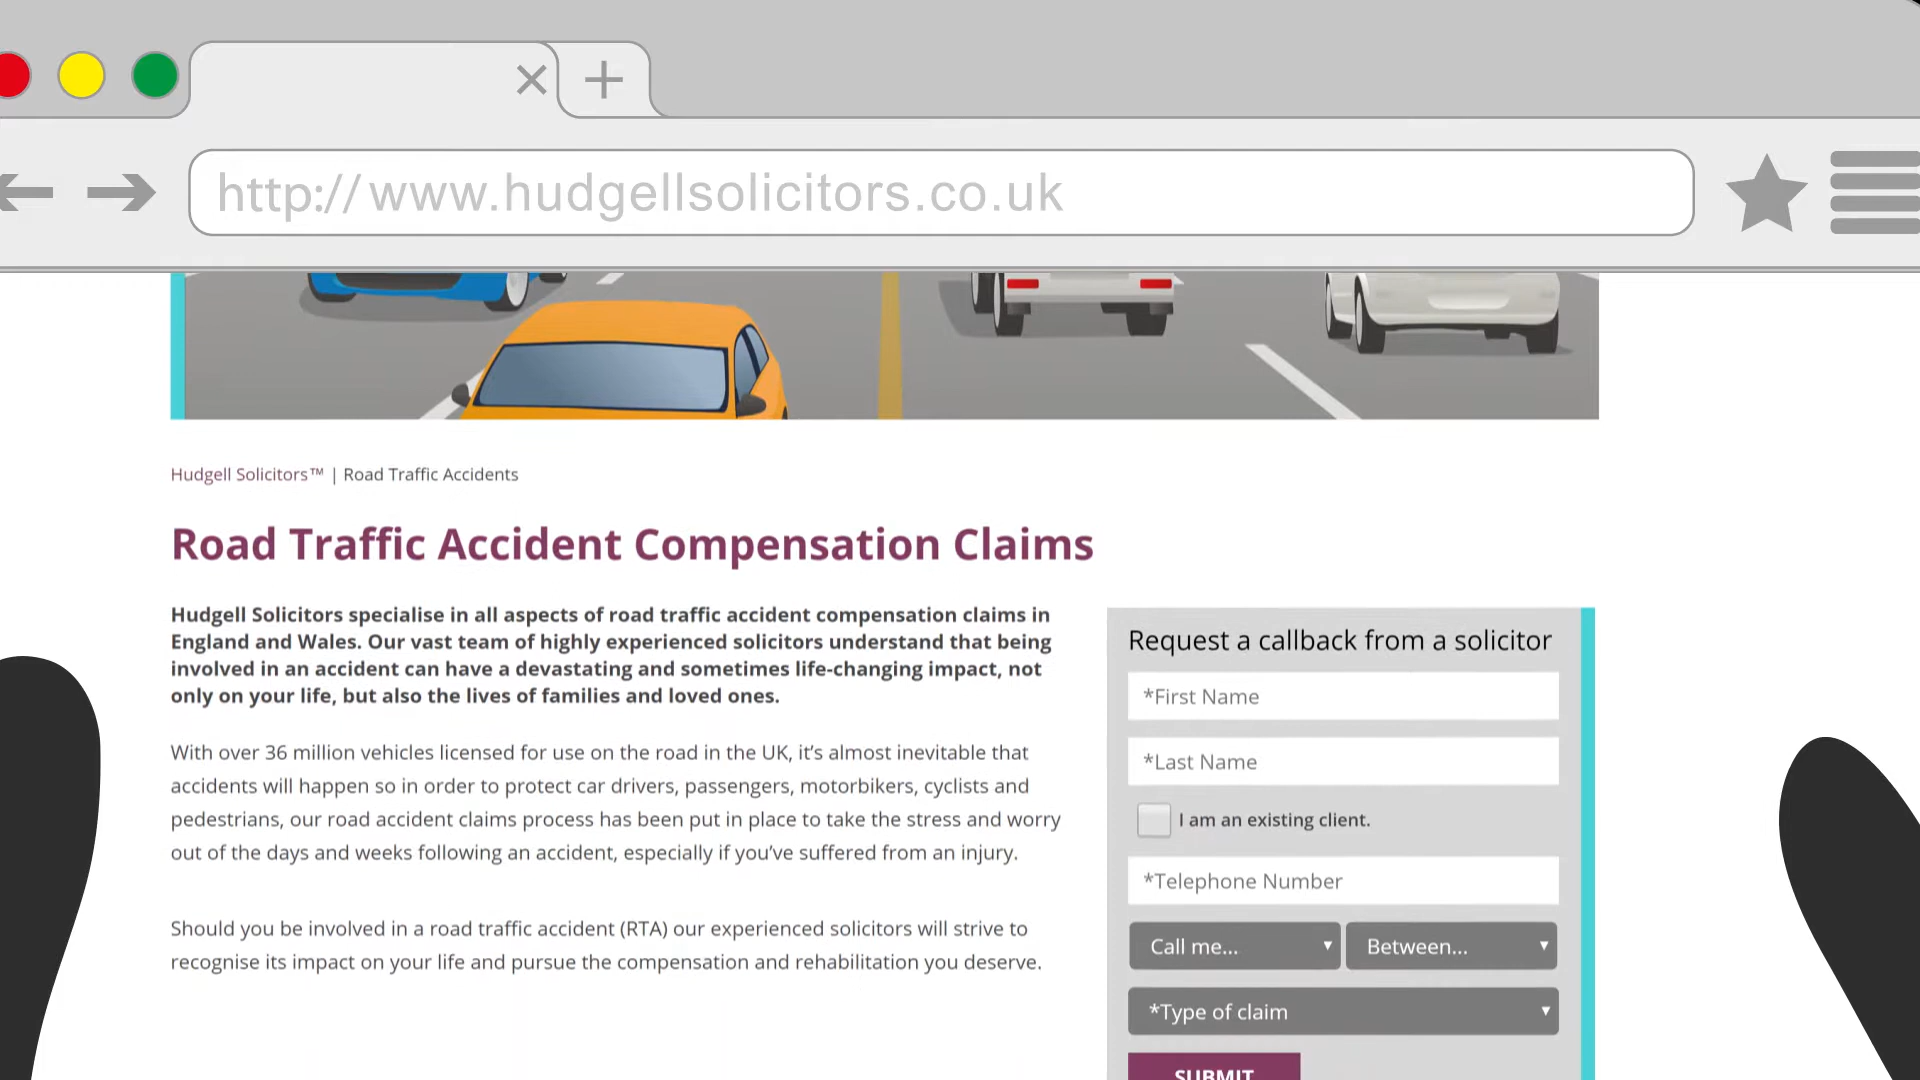 http://www.hudgellsolicitors.co.uk
Hudgell Solicitors™ | Road Traffic Accidents
Road Traffic Accident Compensation Claims
Hudgell Solicitors specialise in all aspects of road traffic accident compensation claims in
England and Wales. Our vast team of highly experienced solicitors understand that being
involved in an accident can have a devastating and sometimes life-changing impact, not
only on your life, but also the lives of families and loved ones.
With over 36 million vehicles licensed for use on the road in the UK, it’s almost inevitable that
accidents will happen so in order to protect car drivers, passengers, motorbikers, cyclists and
pedestrians, our road accident claims process has been put in place to take the stress and worry
out of the days and weeks following an accident, especially if you’ve suffered from an injury.
Should you be involved in a road traffic accident (RTA) our experienced solicitors will strive to
recognise its impact on your life and pursue the compensation and rehabilitation you deserve.
Request a callback from a solicitor
*First Name
*Last Name
I am an existing client.
*Telephone Number
Call me... Between...
*Type of claim
SUBMIT